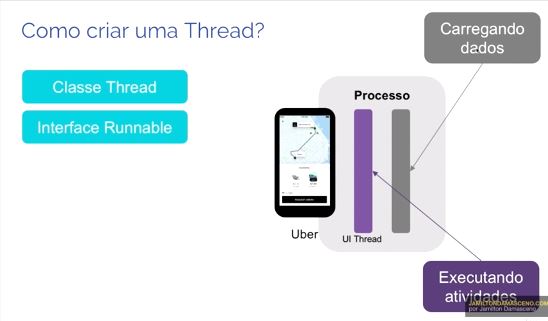 Como criar uma Thread?
Carregando
dados
Classe Thread
Interface Runnable
Processo
Uber
UI Thread
Executando
atividades
JAMILTONDAMASCENO.COM
por Jamilton Damasceno